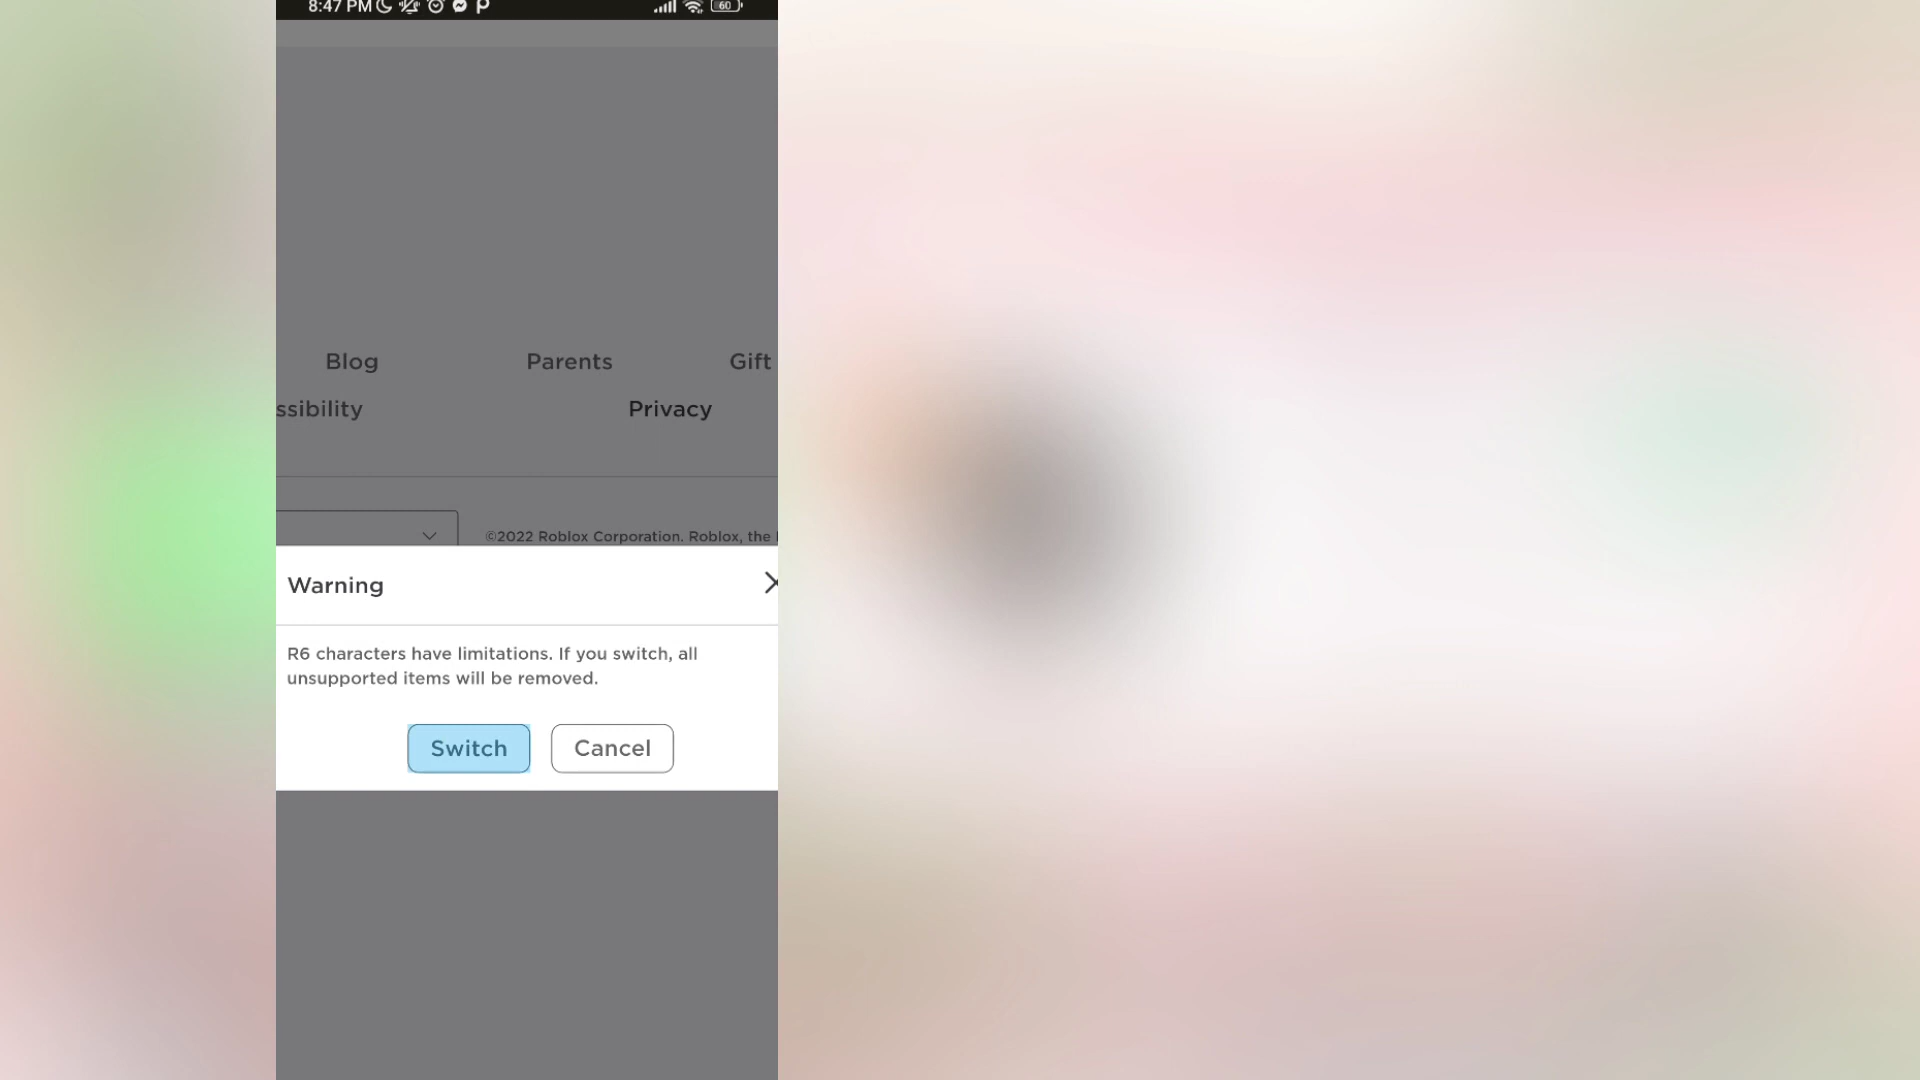 8:47 PM
60
Blog Parents Gift
ssibility Privacy
©2022 Roblox Corporation. Roblox, the
Warning
R6 characters have limitations. If you switch, all
unsupported items will be removed.
Switch Cancel